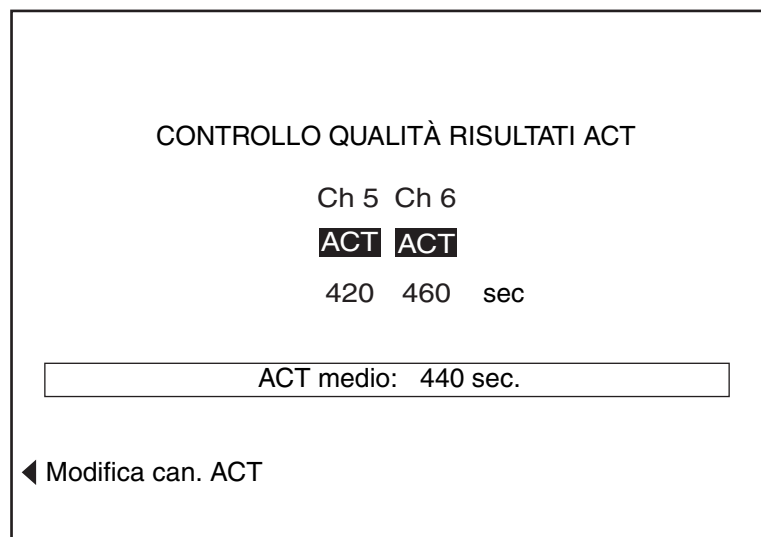 CONTROLLO QUALITÀ RISULTATI ACT
Ch 5 Ch 6
ACT ACT
420 460 sec
ACT medio: 440 sec.
Modifica can. ACT